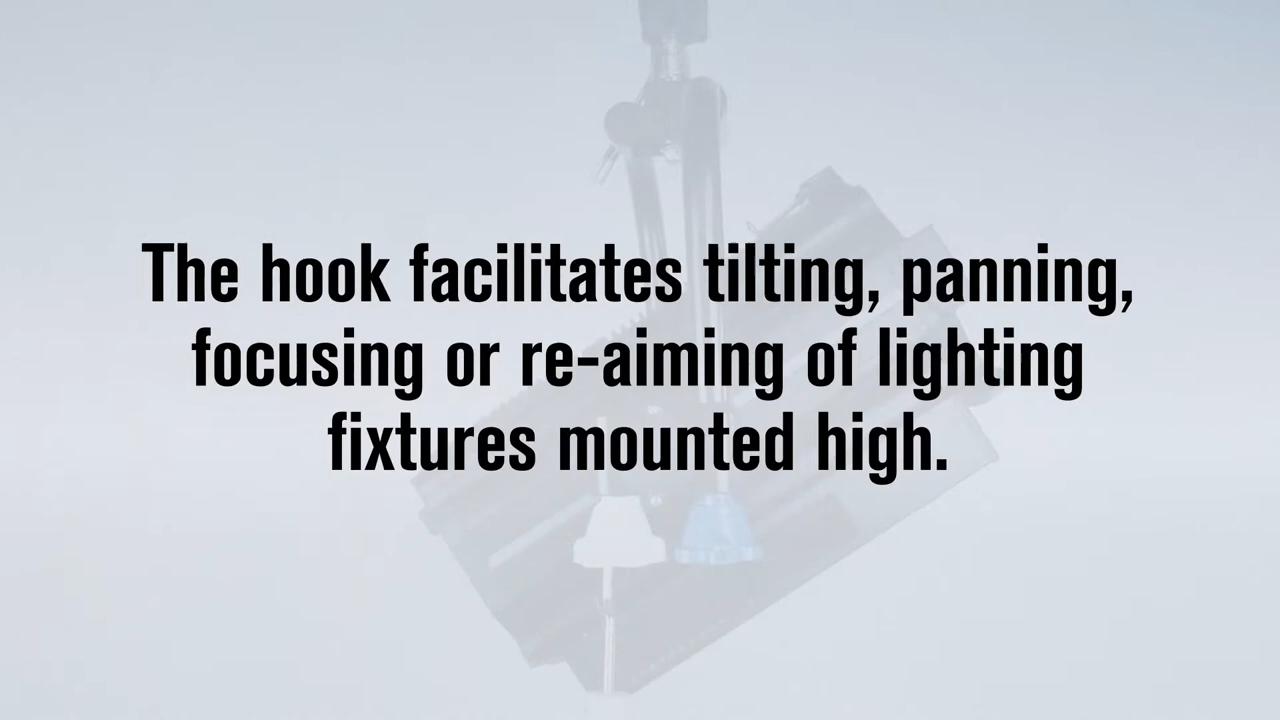 The hook facilitates tilting, panning,
focusing or re-aiming of lighting
fixtures mounted high.